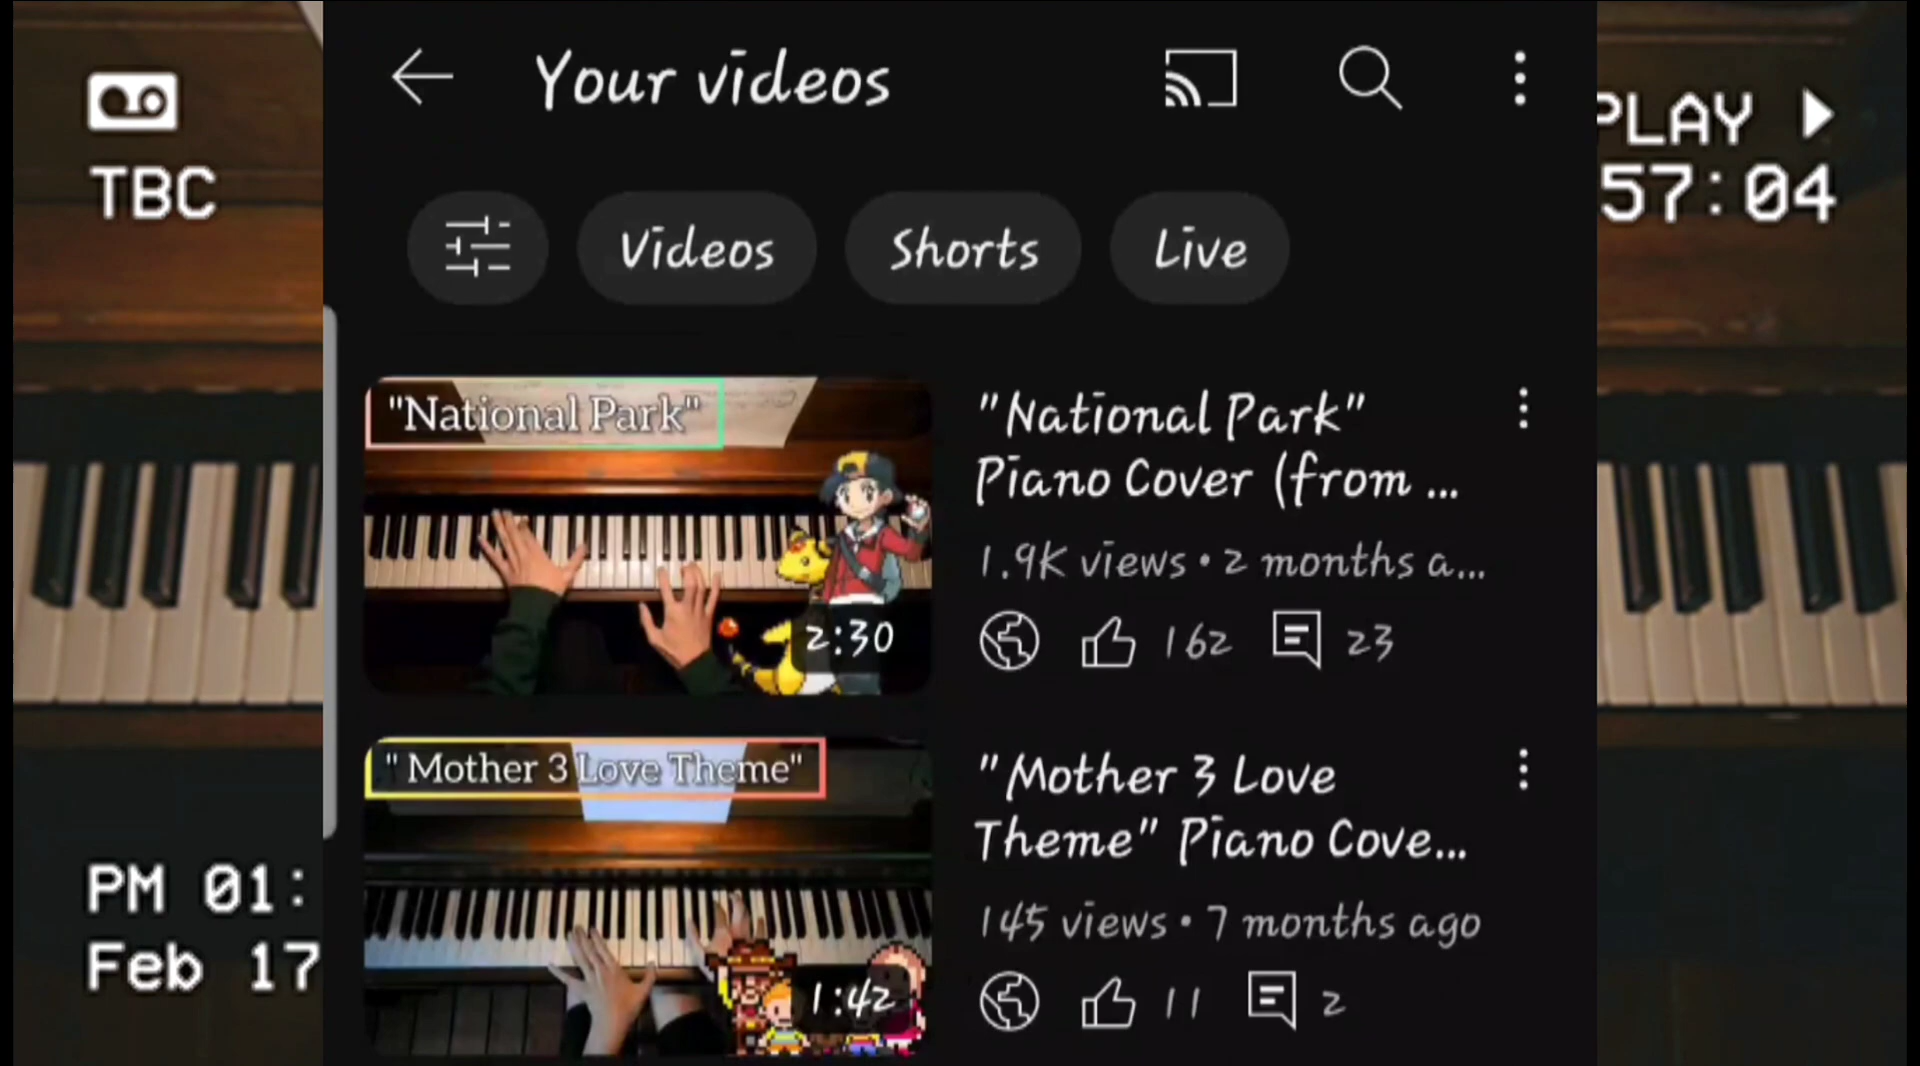 TBC
PLAY
57:04
PM 01:
Feb 17
Your videos
Videos
Shorts
Live
"National Park"
2:30
"National Park"
Piano Cover (from ...
1.9K views • 2 months a...
162
23
" Mother 3 Love Theme"
1:42
"Mother 3 Love
Theme" Piano Cove...
145 views • 7 months ago
11
2